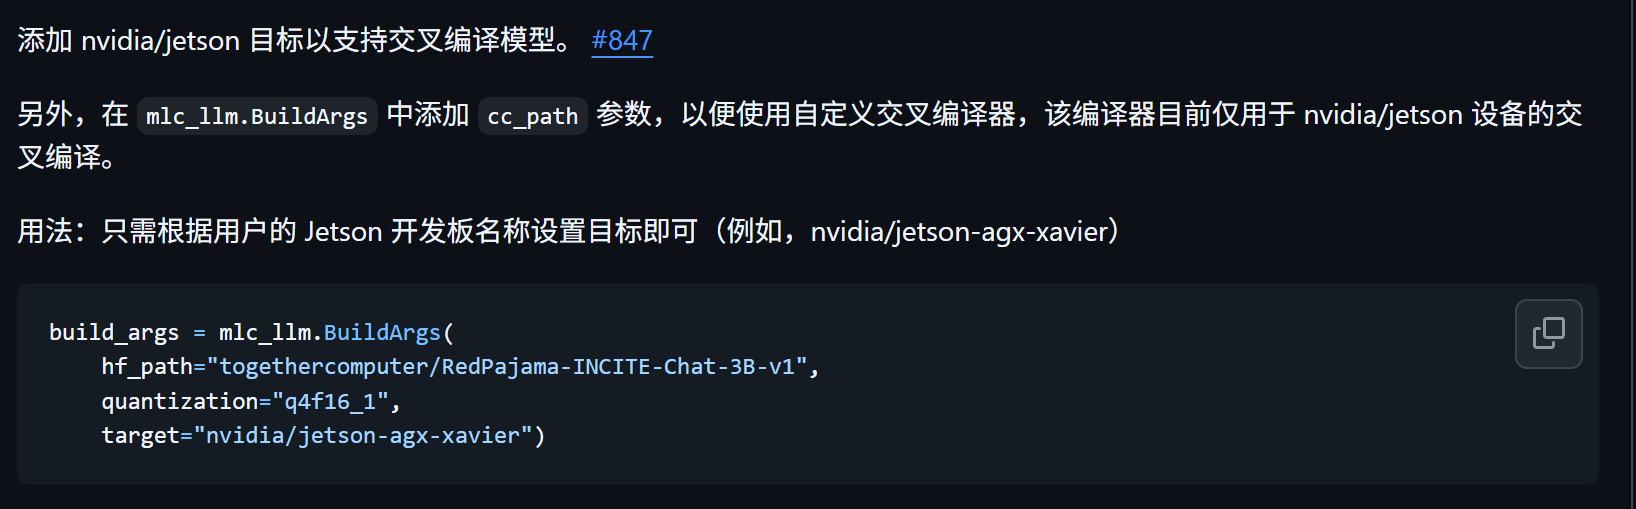 添加 nvidia/jetson 目标以支持交叉编译模型。 #847
另外，在 mlc_llm.BuildArgs 中添加 cc_path 参数，以便使用自定义交叉编译器，该编译器目前仅用于 nvidia/jetson 设备的交
叉编译。
用法：只需根据用户的 Jetson 开发板名称设置目标即可（例如，nvidia/jetson-agx-xavier）
build_args = mlc_llm.BuildArgs(
    hf_path="togethercomputer/RedPajama-INCITE-Chat-3B-v1",
    quantization="q4f16_1",
    target="nvidia/jetson-agx-xavier")